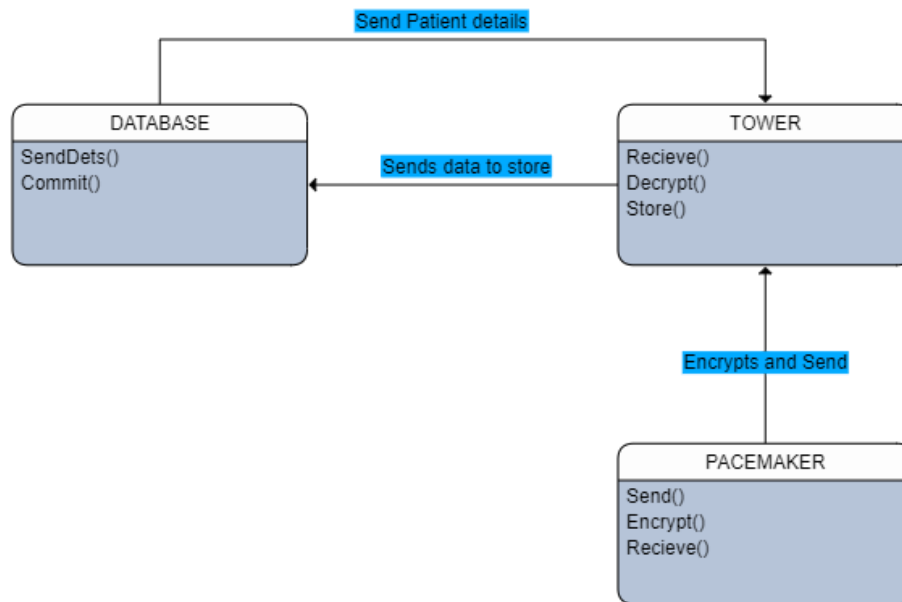 Send Patient details
DATABASE
SendDets()
Commit()
Sends data to store
TOWER
Recieve()
Decrypt()
Store()
Encrypts and Send
PACEMAKER
Send()
Encrypt()
Recieve()